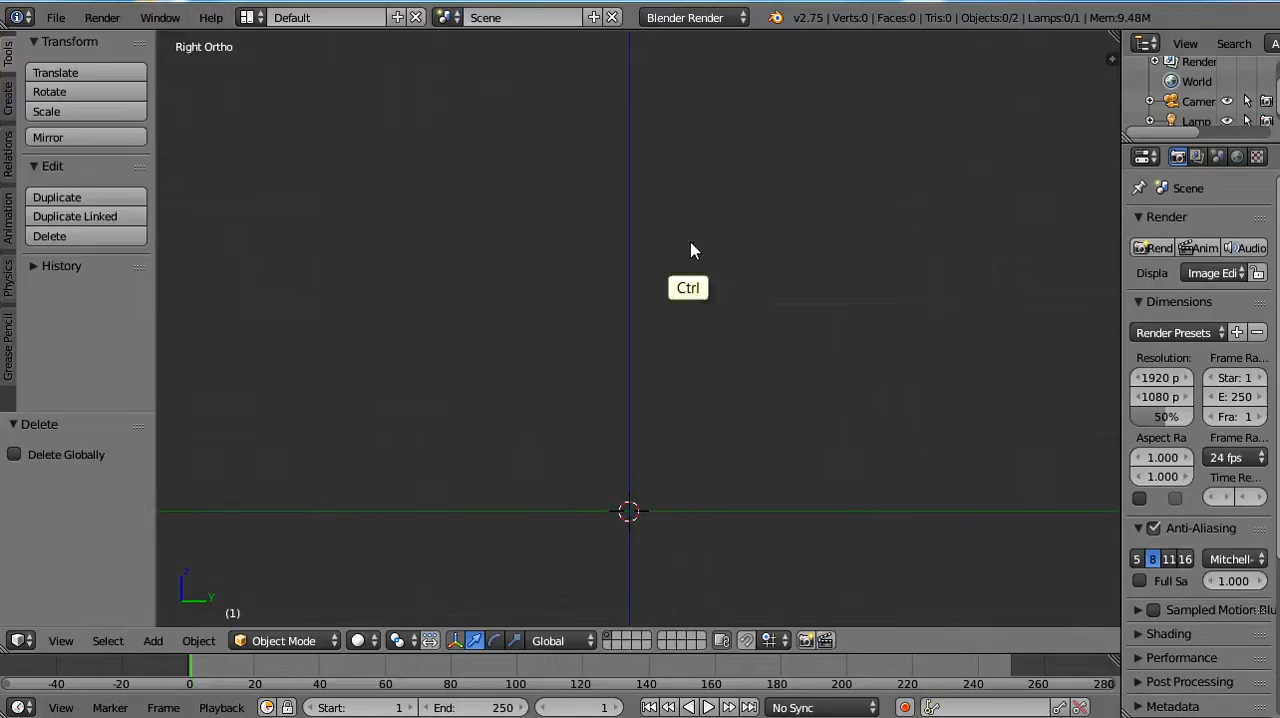 File Render Window Help Default Scene Blender Render v2.75 | Verts:0 | Faces:0 | Tris:0 | Objects:0/2 | Lamps:0/1 | Mem:9.48M
Tools
Create
Relations
Animation
Physics
Grease Pencil
Transform
Translate
Rotate
Scale
Mirror
Edit
Duplicate
Duplicate Linked
Delete
History
Delete
Delete Globally
Right Ortho
Ctrl
z
y
(1)
View Select Add Object Object Mode Global
-40 -20 0 20 40 60 80 100 120 140 160 180 200 220 240 260 280
View Marker Frame Playback Start: 1 End: 250 1 No Sync
View Search A
Render
World
Camer
Lamp
Scene
Render
Rend Anim Audio
Displa Image Edi
Dimensions
Render Presets
Resolution: Frame Ra...
1920 p Star: 1
1080 p E: 250
50% Fra: 1
Aspect Ra Frame Ra...
1.000 24 fps
1.000 Time Re...
Anti-Aliasing
5 8 11 16 Mitchell-
Full Sa 1.000
Sampled Motion Blu
Shading
Performance
Post Processing
Metadata